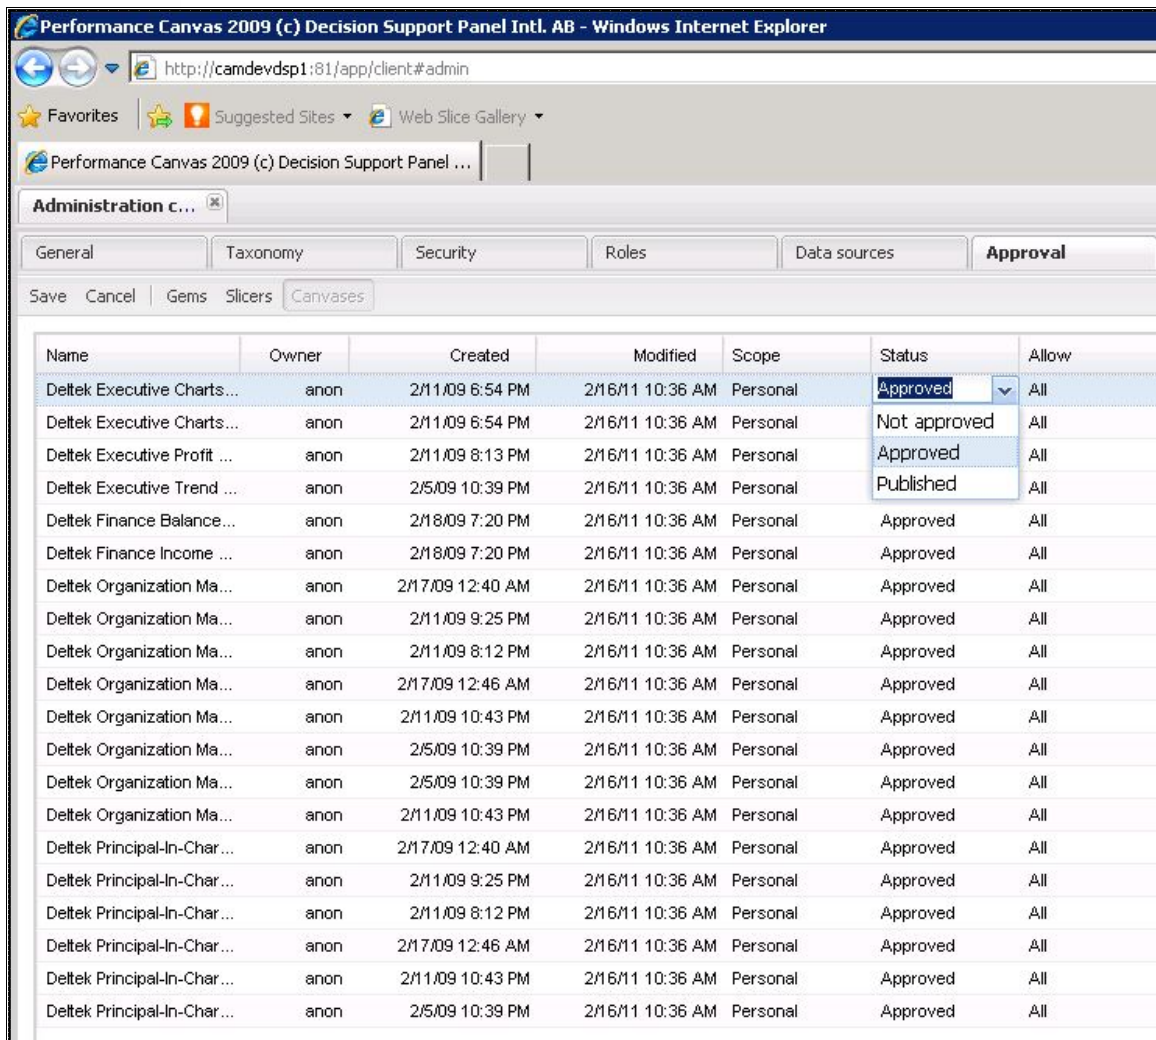 Performance Canvas 2009 (c) Decision Support Panel Intl. AB - Windows Internet Explorer
http://camdevdsp1:81/app/client#admin
Favorites Suggested Sites Web Slice Gallery
Performance Canvas 2009 (c) Decision Support Panel ...
Administration c...
General Taxonomy Security Roles Data sources Approval
Save Cancel | Gems Slicers Canvases
Name Owner Created Modified Scope Status Allow
Deltek Executive Charts... anon 2/11/09 6:54 PM 2/16/11 10:36 AM Personal Approved All
Deltek Executive Charts... anon 2/11/09 6:54 PM 2/16/11 10:36 AM Personal Not approved All
Deltek Executive Profit ... anon 2/11/09 8:13 PM 2/16/11 10:36 AM Personal Approved All
Deltek Executive Trend ... anon 2/5/09 10:39 PM 2/16/11 10:36 AM Personal Published All
Deltek Finance Balance... anon 2/18/09 7:20 PM 2/16/11 10:36 AM Personal Approved All
Deltek Finance Income ... anon 2/18/09 7:20 PM 2/16/11 10:36 AM Personal Approved All
Deltek Organization Ma... anon 2/17/09 12:40 AM 2/16/11 10:36 AM Personal Approved All
Deltek Organization Ma... anon 2/11/09 9:25 PM 2/16/11 10:36 AM Personal Approved All
Deltek Organization Ma... anon 2/11/09 8:12 PM 2/16/11 10:36 AM Personal Approved All
Deltek Organization Ma... anon 2/17/09 12:46 AM 2/16/11 10:36 AM Personal Approved All
Deltek Organization Ma... anon 2/11/09 10:43 PM 2/16/11 10:36 AM Personal Approved All
Deltek Organization Ma... anon 2/5/09 10:39 PM 2/16/11 10:36 AM Personal Approved All
Deltek Organization Ma... anon 2/5/09 10:39 PM 2/16/11 10:36 AM Personal Approved All
Deltek Organization Ma... anon 2/11/09 10:43 PM 2/16/11 10:36 AM Personal Approved All
Deltek Principal-In-Char... anon 2/17/09 12:40 AM 2/16/11 10:36 AM Personal Approved All
Deltek Principal-In-Char... anon 2/11/09 9:25 PM 2/16/11 10:36 AM Personal Approved All
Deltek Principal-In-Char... anon 2/11/09 8:12 PM 2/16/11 10:36 AM Personal Approved All
Deltek Principal-In-Char... anon 2/17/09 12:46 AM 2/16/11 10:36 AM Personal Approved All
Deltek Principal-In-Char... anon 2/11/09 10:43 PM 2/16/11 10:36 AM Personal Approved All
Deltek Principal-In-Char... anon 2/5/09 10:39 PM 2/16/11 10:36 AM Personal Approved All